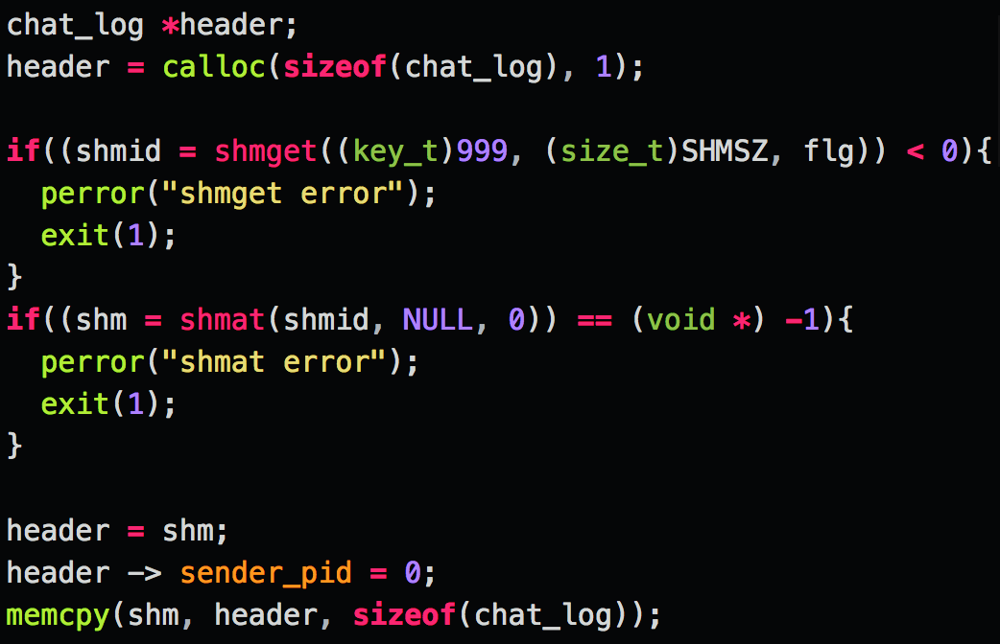 chat_log *header;
header = calloc(sizeof(chat_log), 1);
if((shmid = shmget((key_t)999, (size_t)SHMSZ, flg)) < 0){
  perror("shmget error");
  exit(1);
}
if((shm = shmat(shmid, NULL, 0)) == (void *) -1){
  perror("shmat error");
  exit(1);
}
header = shm;
header -> sender_pid = 0;
memcpy(shm, header, sizeof(chat_log));